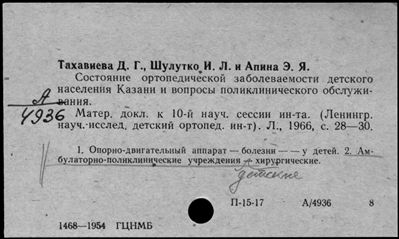 Тахавиева Д. Г., Шулутко И. Л. и Апина Э. Я.
Состояние ортопедической заболеваемости детского
населения Казани и вопросы поликлинического обслужи-
вания.
А
4936
Матер. докл. к 10-й науч. сессии ин-та. (Ленингр.
науч.-исслед. детский ортопед. ин-т). Л., 1966, с. 28—30.
1. Опорно-двигательный аппарат — болезни — — у детей. 2. Ам-
булаторно-поликлинические учреждения + хирургические.
детские
П-15-17 А/4936 8
1468—1954 ГЦНМБ